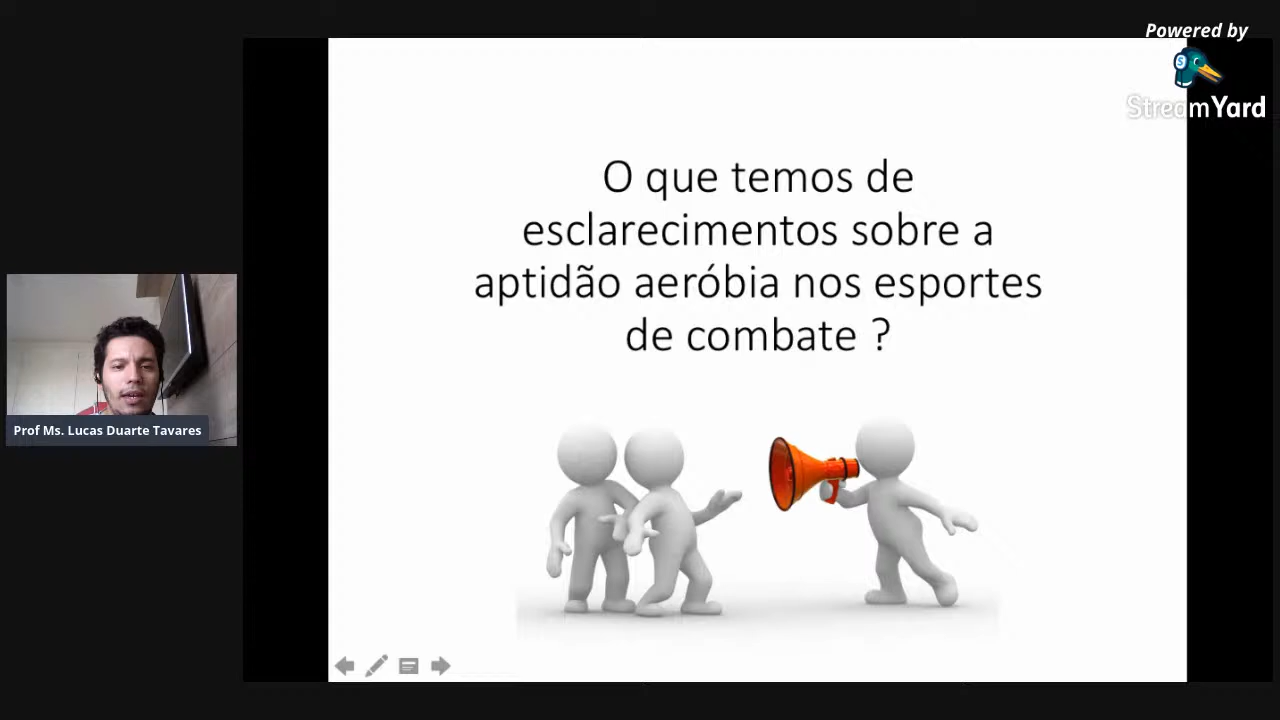 Powered by
StreamYard
O que temos de
esclarecimentos sobre a
aptidão aeróbia nos esportes
de combate ?
Prof Ms. Lucas Duarte Tavares